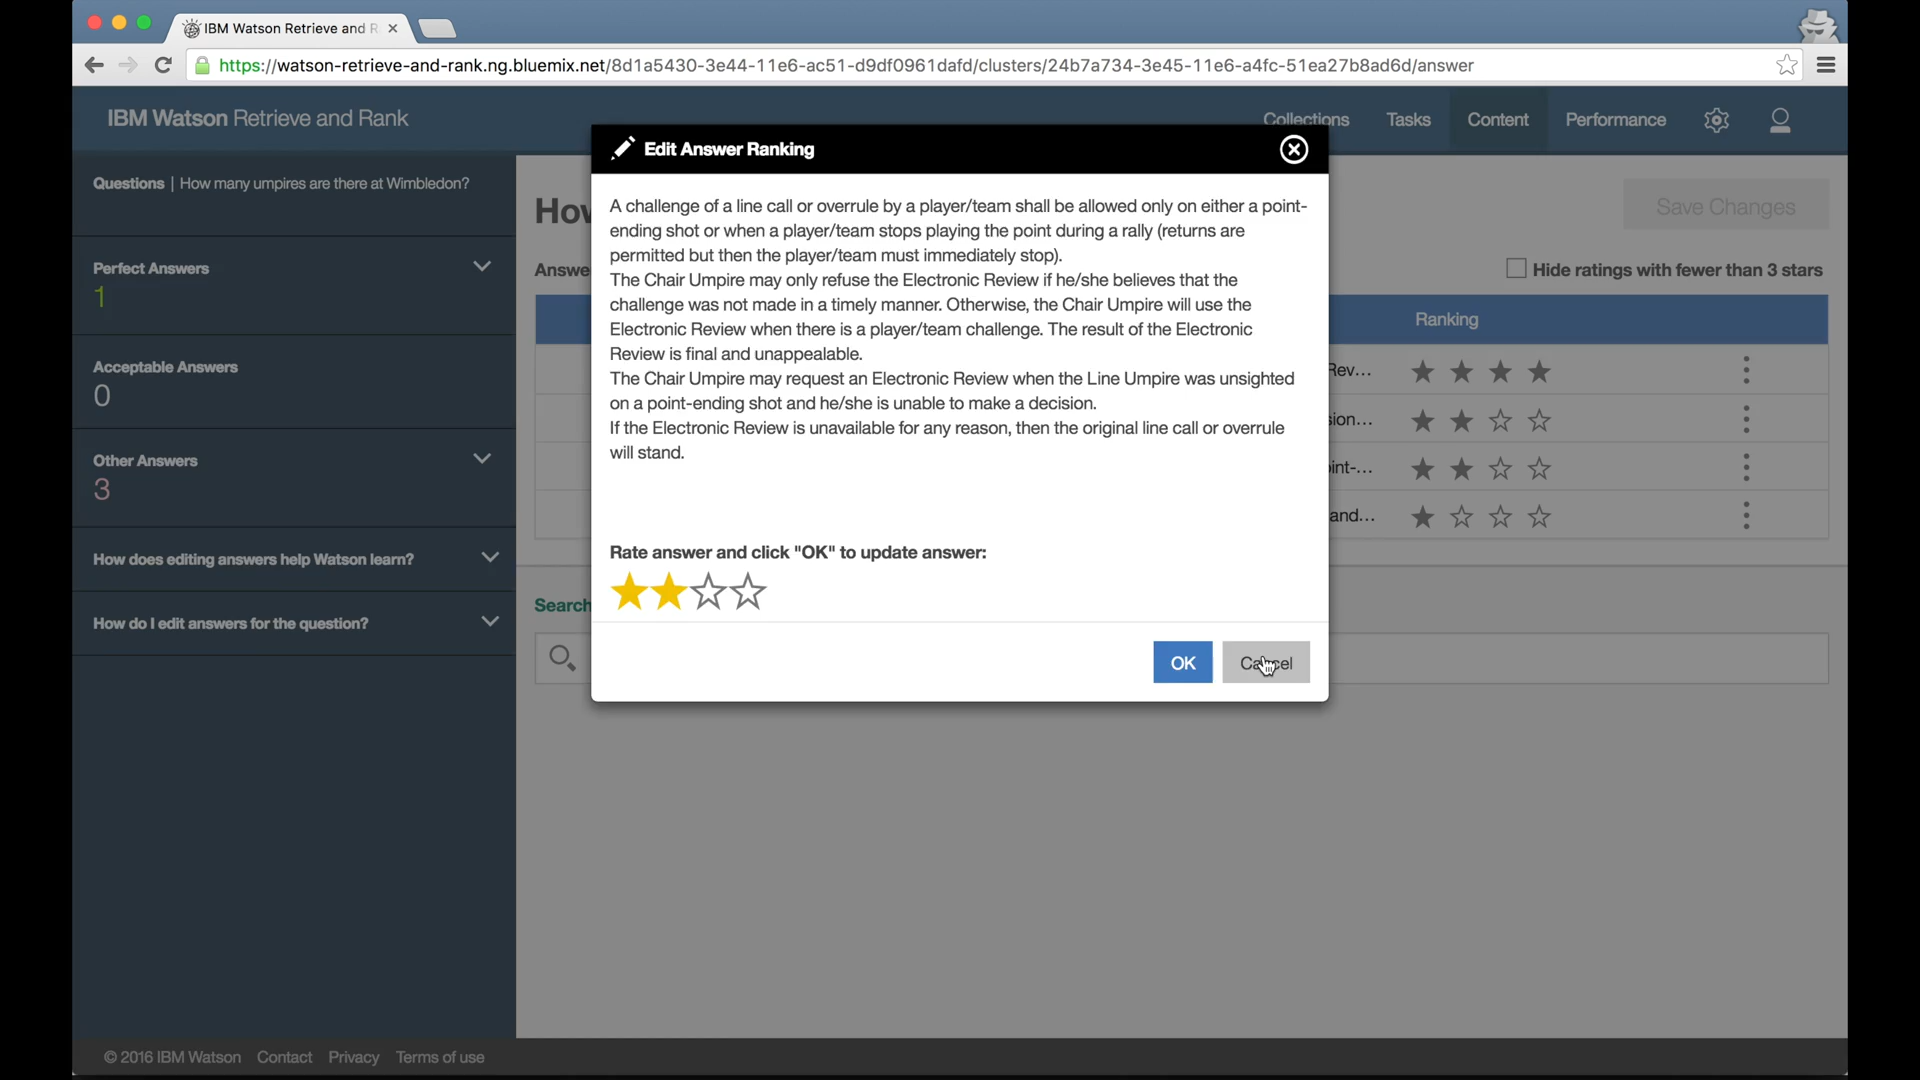 IBM Watson Retrieve and R
https://watson-retrieve-and-rank.ng.bluemix.net/8d1a5430-3e44-11e6-ac51-d9df0961dafd/clusters/24b7a734-3e45-11e6-a4fc-51ea27b8ad6d/answer
IBM Watson Retrieve and Rank
Collections
Tasks
Content
Performance
Questions | How many umpires are there at Wimbledon?
Perfect Answers
1
Acceptable Answers
0
Other Answers
3
How does editing answers help Watson learn?
How do I edit answers for the question?
How
Save Changes
Answe
Hide ratings with fewer than 3 stars
Ranking
Rev...
sion...
int-...
and...
Search
Edit Answer Ranking
A challenge of a line call or overrule by a player/team shall be allowed only on either a point-
ending shot or when a player/team stops playing the point during a rally (returns are
permitted but then the player/team must immediately stop).
The Chair Umpire may only refuse the Electronic Review if he/she believes that the
challenge was not made in a timely manner. Otherwise, the Chair Umpire will use the
Electronic Review when there is a player/team challenge. The result of the Electronic
Review is final and unappealable.
The Chair Umpire may request an Electronic Review when the Line Umpire was unsighted
on a point-ending shot and he/she is unable to make a decision.
If the Electronic Review is unavailable for any reason, then the original line call or overrule
will stand.
Rate answer and click "OK" to update answer:
OK
Cancel
© 2016 IBM Watson
Contact
Privacy
Terms of use